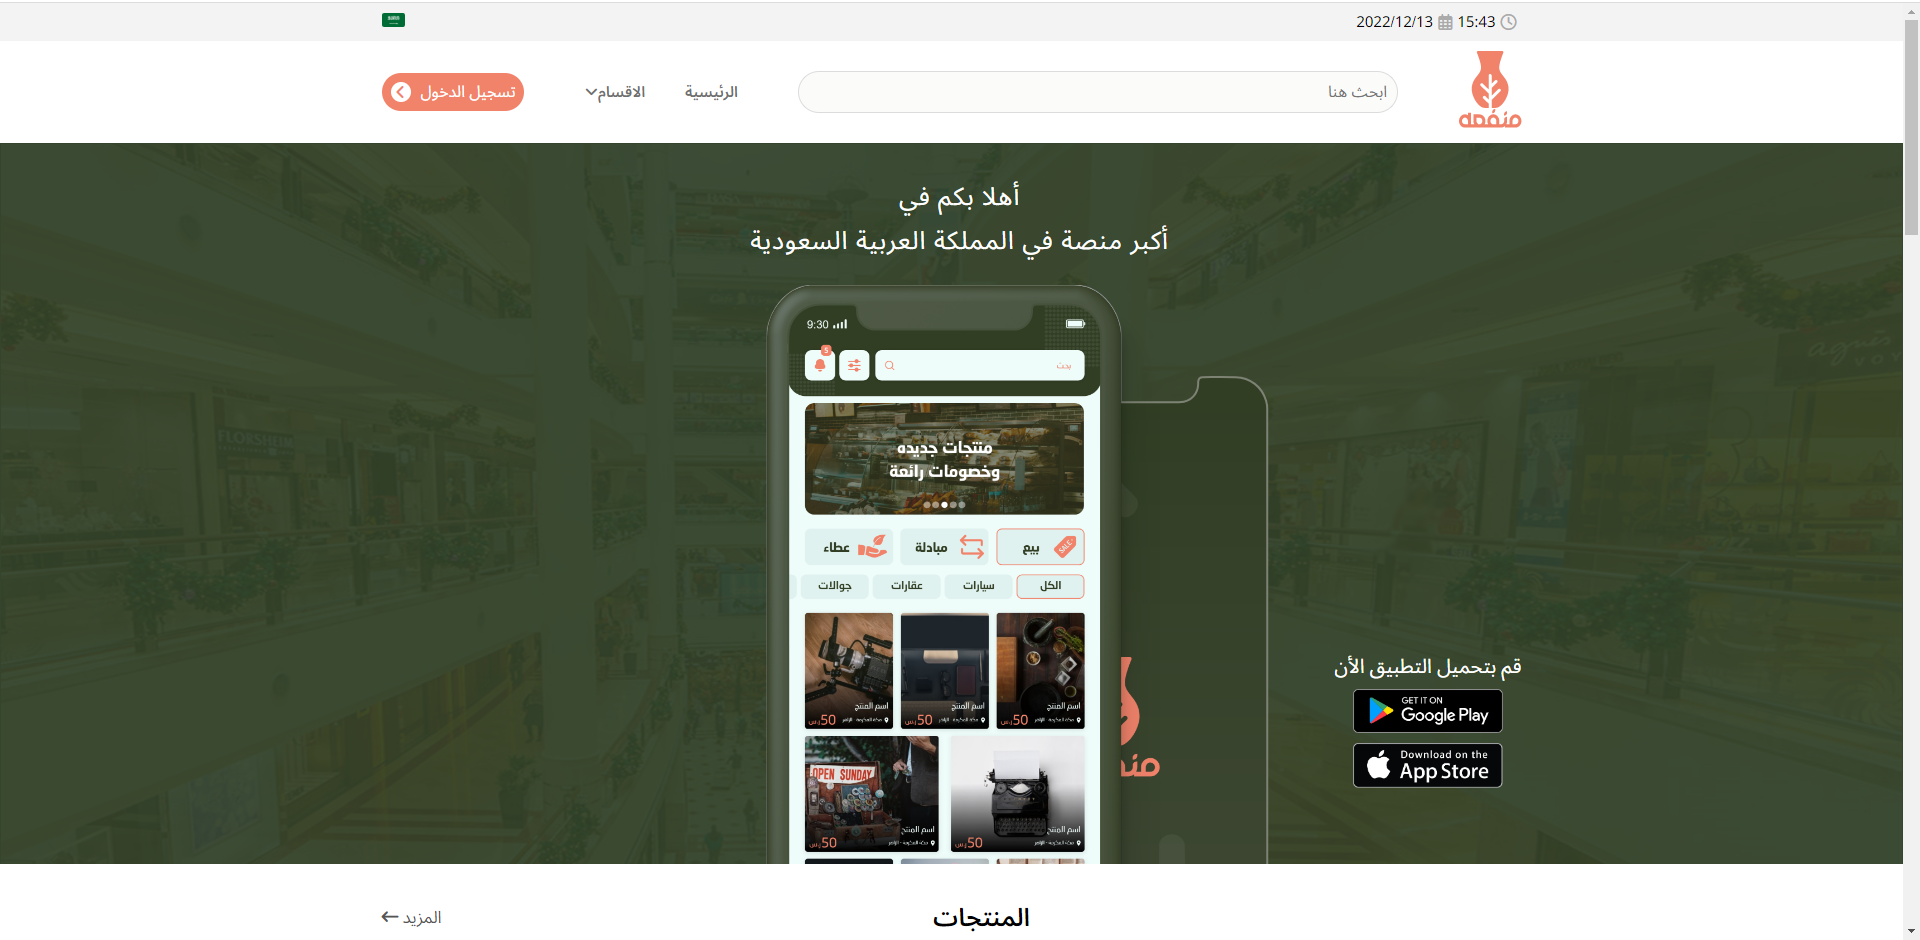 15:43 2022/12/13
منفعه
ابحث هنا
الرئيسية
الاقسام
تسجيل الدخول
أهلا بكم في
أكبر منصة في المملكة العربية السعودية
FLORSHEIM
9:30
بحث
منتجات جديده
وخصومات رائعة
بيع
مبادلة
عطاء
الكل
سيارات
عقارات
جوالات
اسم المنتج
50 ر.س
اسم المنتج
50 ر.س
اسم المنتج
50 ر.س
OPEN SUNDAY
اسم المنتج
50 ر.س
اسم المنتج
50 ر.س
قم بتحميل التطبيق الأن
GET IT ON
Google Play
Download on the
App Store
المنتجات
المزيد